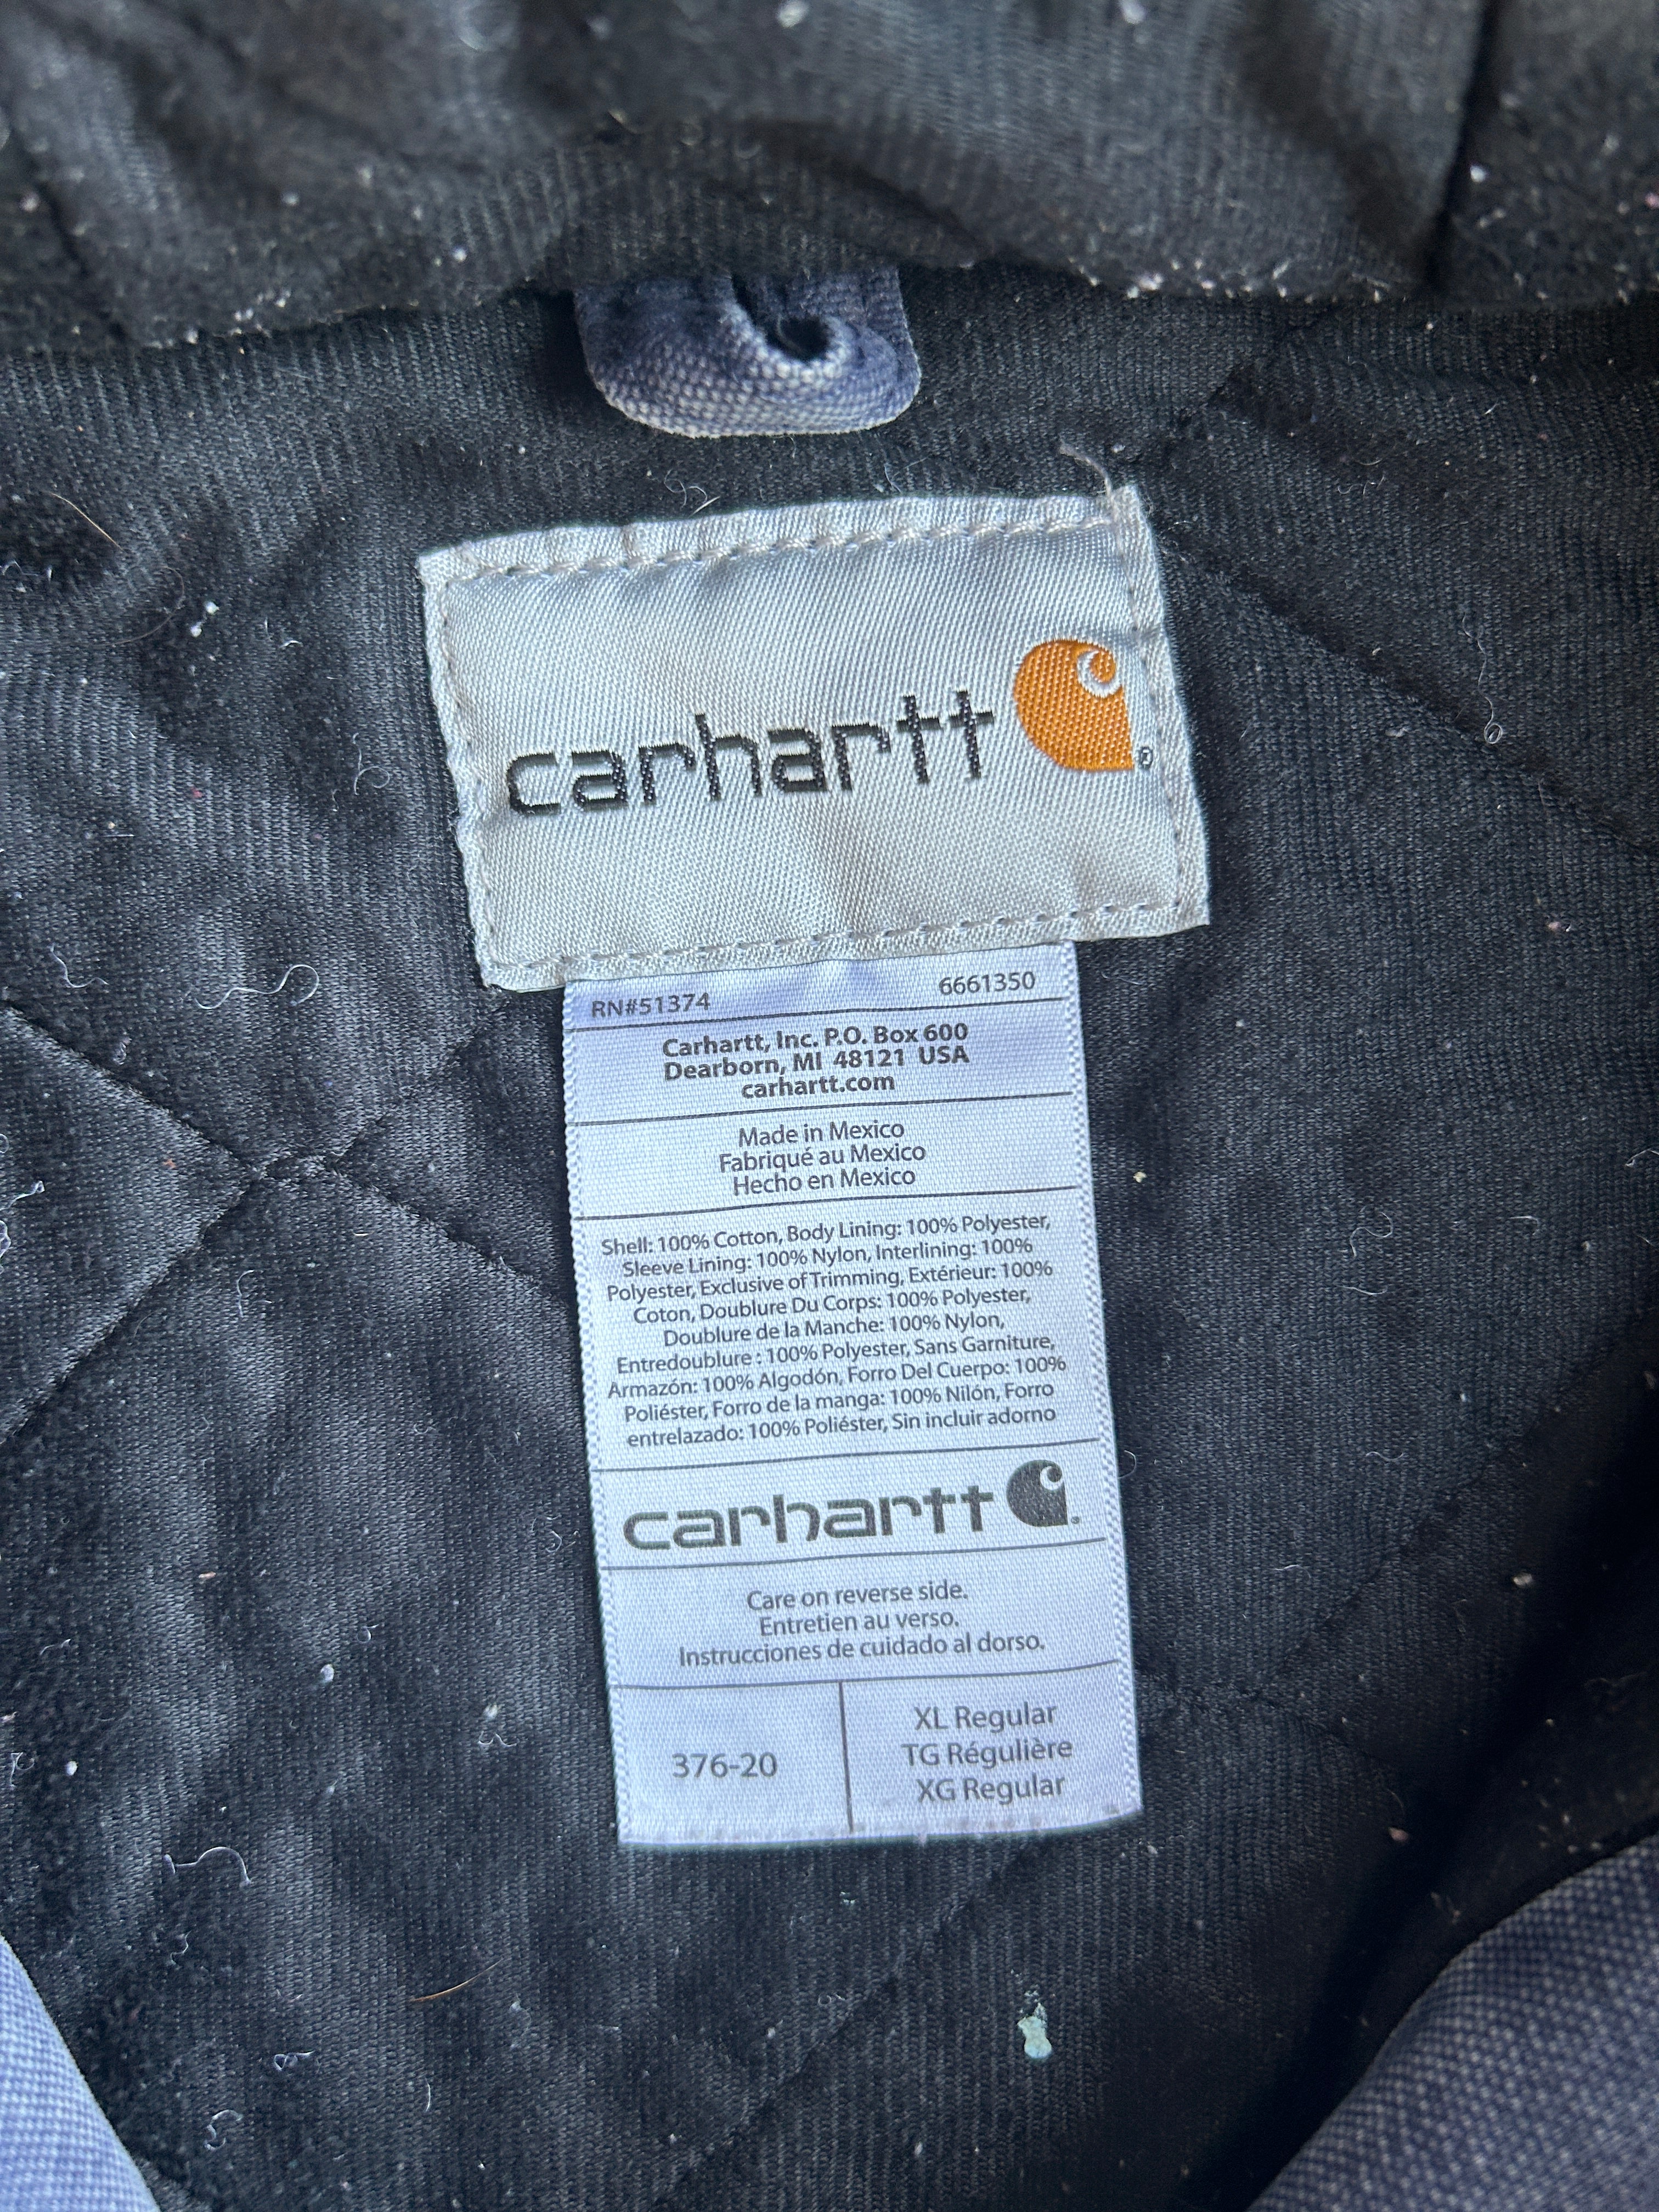 carhartt
RN#51374 6661350
Carhartt, Inc. P.O. Box 600
Dearborn, MI 48121 USA
carhartt.com
Made in Mexico
Fabriqué au Mexico
Hecho en Mexico
Shell: 100% Cotton, Body Lining: 100% Polyester,
Sleeve Lining: 100% Nylon, Interlining: 100%
Polyester, Exclusive of Trimming, Extérieur: 100%
Coton, Doublure Du Corps: 100% Polyester,
Doublure de la Manche: 100% Nylon,
Entredoublure : 100% Polyester, Sans Garniture,
Armazón: 100% Algodón, Forro Del Cuerpo: 100%
Poliéster, Forro de la manga: 100% Nilón, Forro
entrelazado: 100% Poliéster, Sin incluir adorno
carhartt
Care on reverse side.
Entretien au verso.
Instrucciones de cuidado al dorso.
376-20
XL Regular
TG Régulière
XG Regular